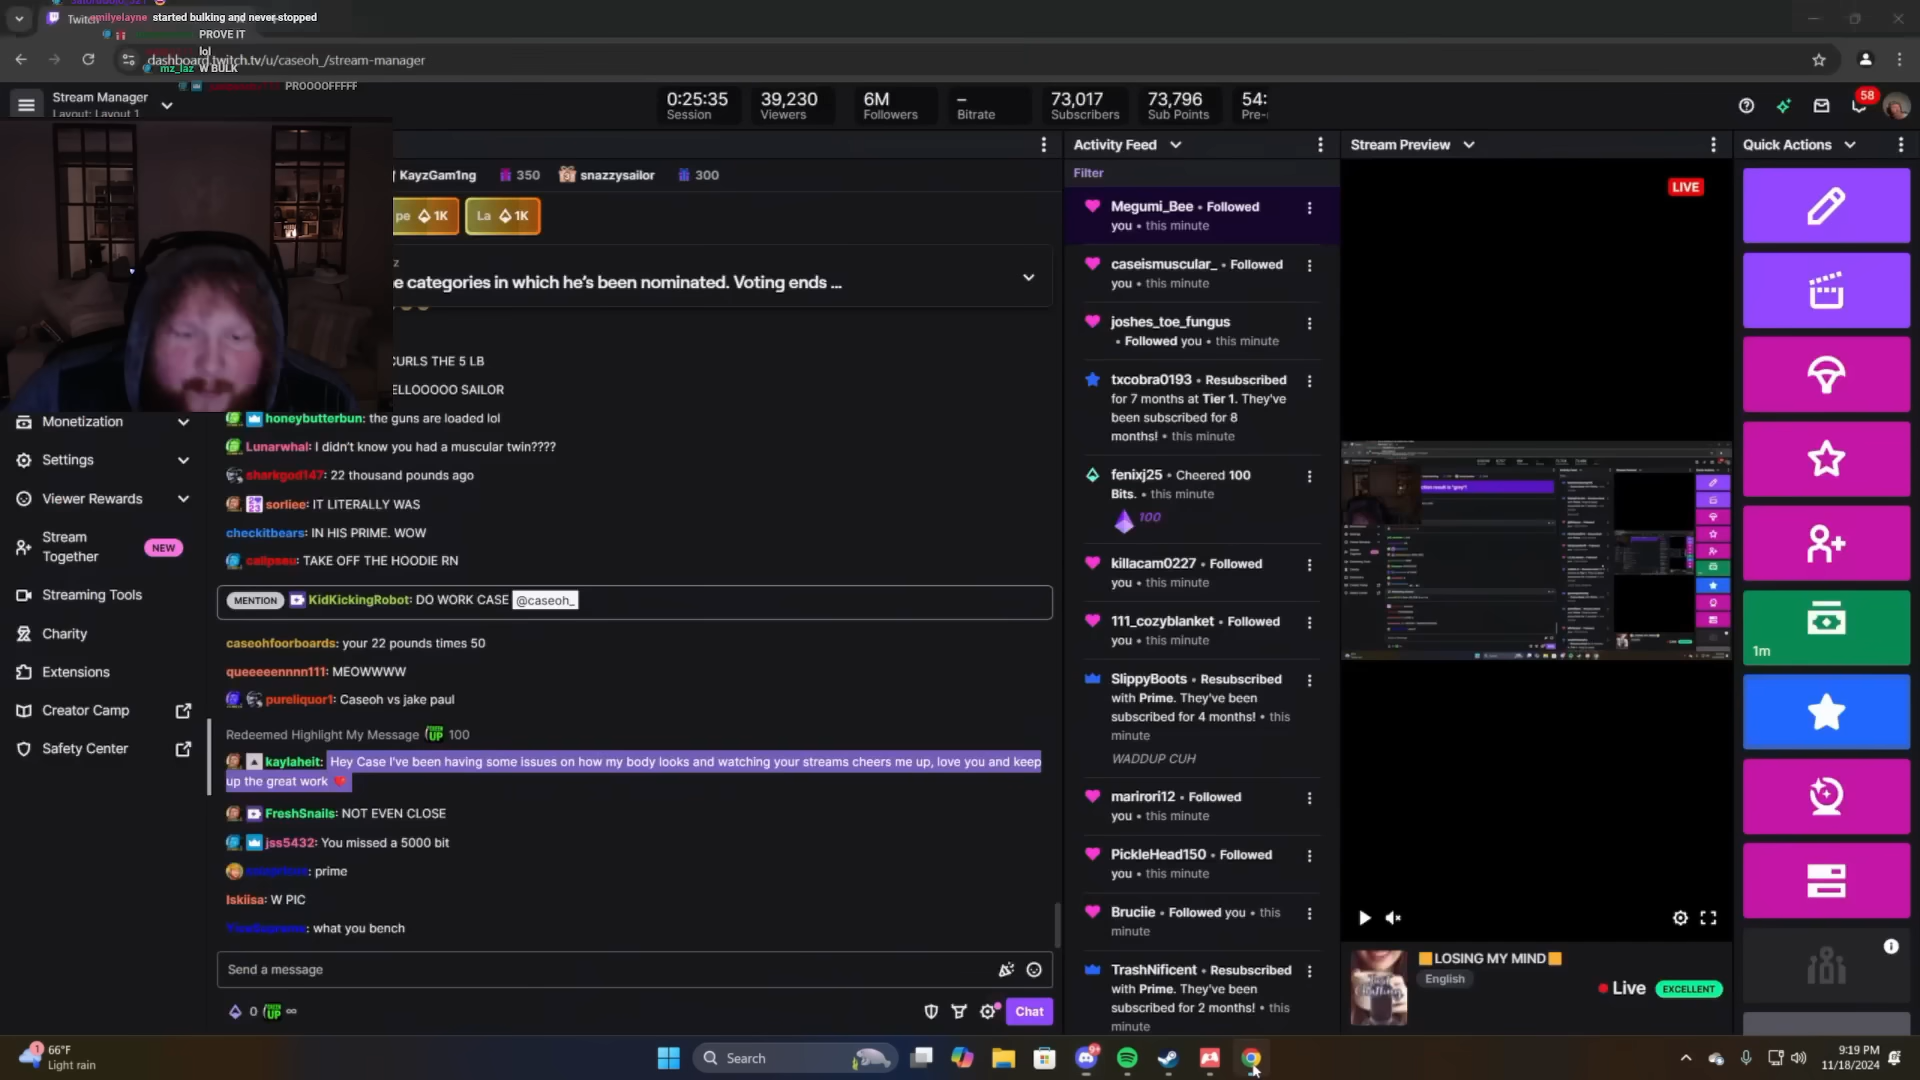 emilyelayne started bulking and never stopped
Twitch
PROVE IT
lol
mz_laz W BULK
PROOOOFFFFF
dashboard.twitch.tv/u/caseoh_/stream-manager
Stream Manager
Layout: Layout 1
0:25:35
Session
39,230
Viewers
6M
Followers
–
Bitrate
73,017
Subscribers
73,796
Sub Points
54:
Pre-r
58
KayzGam1ng 350 snazzysailor 300
pe 1K
La 1K
e categories in which he's been nominated. Voting ends ...
CURLS THE 5 LB
ELLOOOOO SAILOR
honeybutterbun: the guns are loaded lol
Lunarwhal: I didn't know you had a muscular twin????
sharkgod147: 22 thousand pounds ago
sorliee: IT LITERALLY WAS
checkitbears: IN HIS PRIME. WOW
TAKE OFF THE HOODIE RN
MENTION KidKickingRobot: DO WORK CASE @caseoh_
caseohfoorboards: your 22 pounds times 50
queeeeennnn111: MEOWWWW
pureliquor1: Caseoh vs jake paul
Redeemed Highlight My Message 100
kaylaheit: Hey Case I've been having some issues on how my body looks and watching your streams cheers me up, love you and keep
up the great work
FreshSnails: NOT EVEN CLOSE
jss5432: You missed a 5000 bit
: prime
Iskiisa: W PIC
: what you bench
Send a message
0
Chat
Monetization
Settings
Viewer Rewards
Stream
Together
NEW
Streaming Tools
Charity
Extensions
Creator Camp
Safety Center
Activity Feed
Filter
Megumi_Bee • Followed
you • this minute
caseismuscular_ • Followed
you • this minute
joshes_toe_fungus
• Followed you • this minute
txcobra0193 • Resubscribed
for 7 months at Tier 1. They've
been subscribed for 8
months! • this minute
fenixj25 • Cheered 100
Bits. • this minute
100
killacam0227 • Followed
you • this minute
111_cozyblanket • Followed
you • this minute
SlippyBoots • Resubscribed
with Prime. They've been
subscribed for 4 months! • this
minute
WADDUP CUH
marirori12 • Followed
you • this minute
PickleHead150 • Followed
you • this minute
Bruciie • Followed you • this
minute
TrashNificent • Resubscribed
with Prime. They've been
subscribed for 2 months! • this
minute
Stream Preview
LIVE
LOSING MY MIND
English
Live
EXCELLENT
Quick Actions
1m
1
66°F
Light rain
Search
9+
9:19 PM
11/18/2024